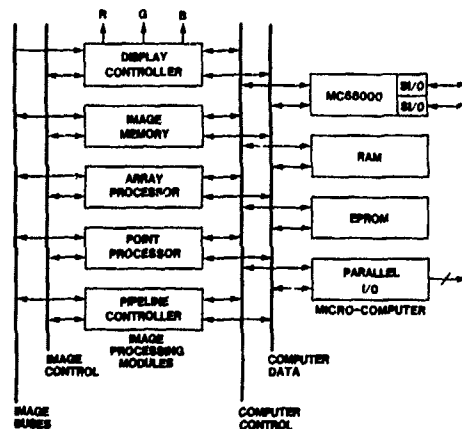 R G B
DISPLAY
CONTROLLER
IMAGE
MEMORY
ARRAY
PROCESSOR
POINT
PROCESSOR
PIPELINE
CONTROLLER
IMAGE
PROCESSING
MODULES
MC68000
SI/O
SI/O
RAM
EPROM
PARALLEL
I/O
MICRO-COMPUTER
IMAGE
CONTROL
COMPUTER
DATA
IMAGE
BUSES
COMPUTER
CONTROL